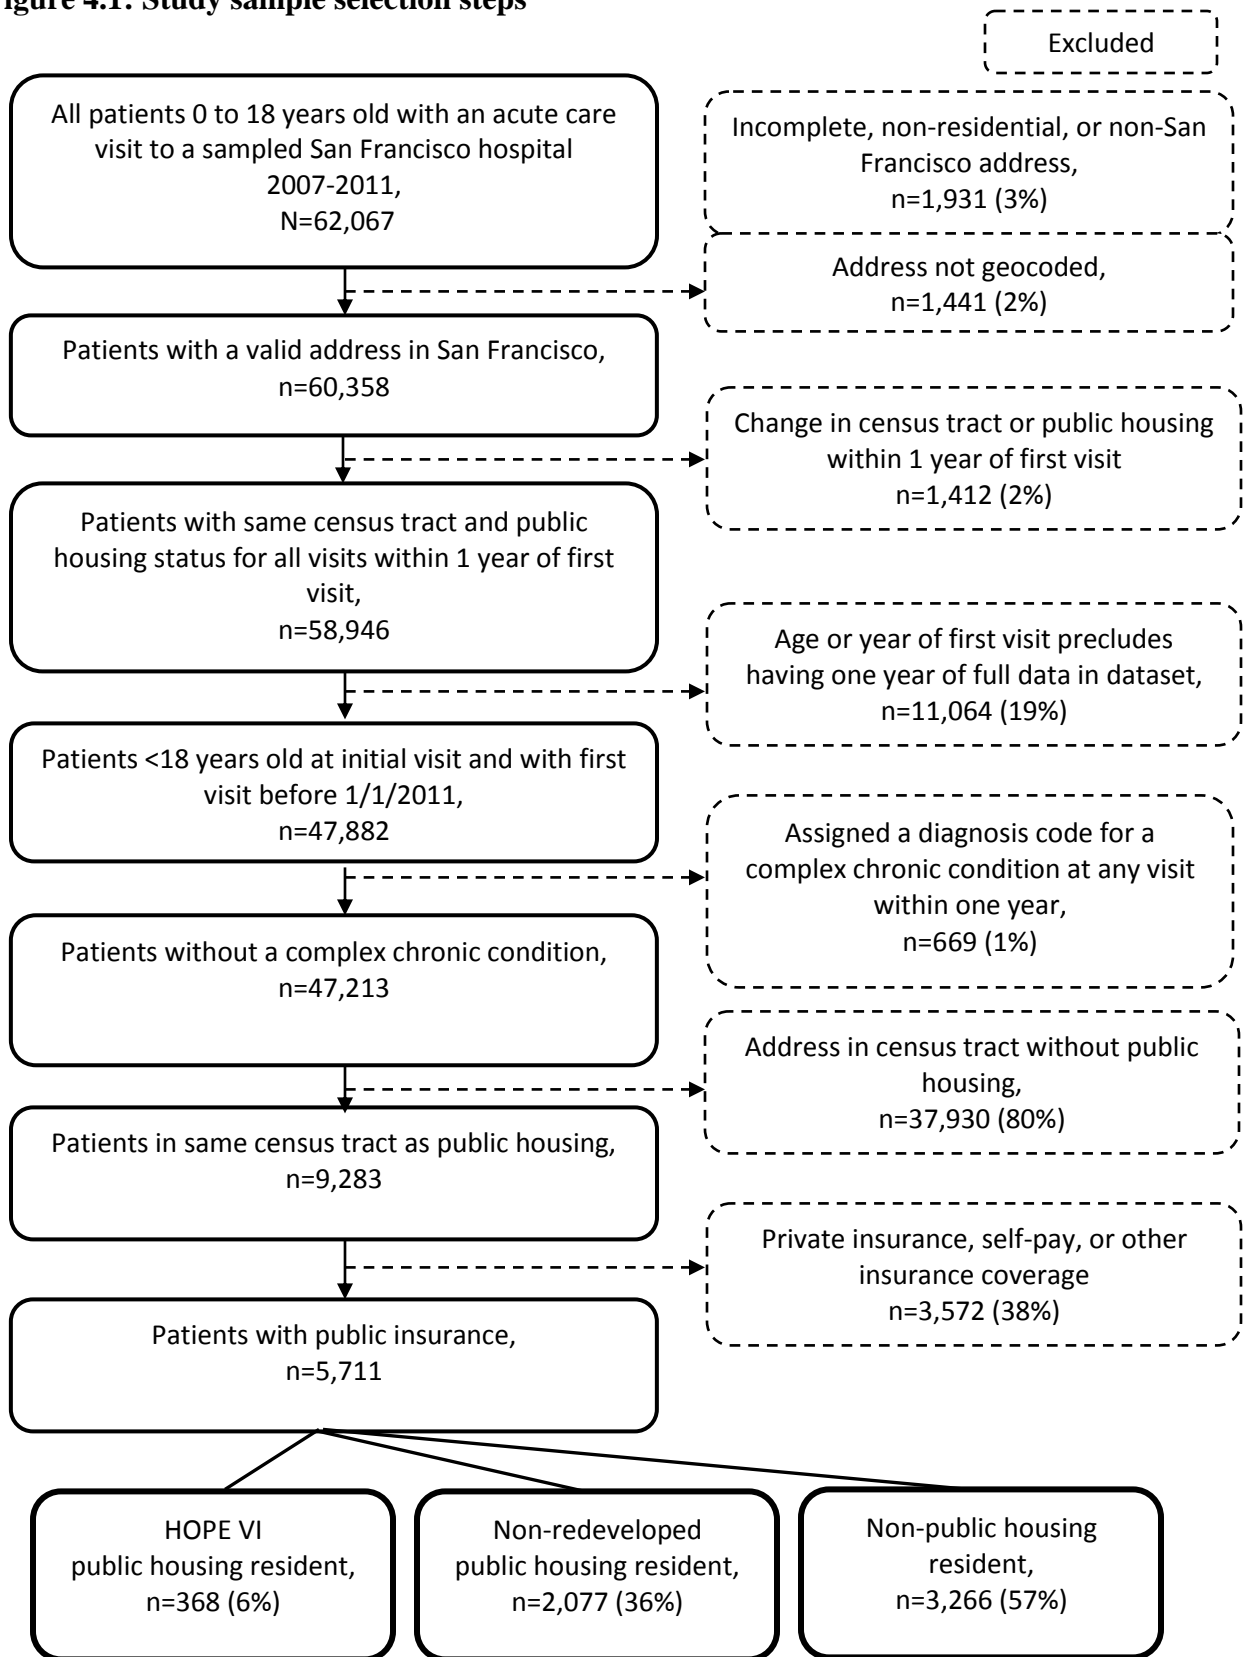 igure 4.1: Study sample selection steps
Excluded
All patients 0 to 18 years old with an acute care
visit to a sampled San Francisco hospital
2007-2011,
N=62,067
Incomplete, non-residential, or non-San
Francisco address,
n=1,931 (3%)
Address not geocoded,
n=1,441 (2%)
Patients with a valid address in San Francisco,
n=60,358
Change in census tract or public housing
within 1 year of first visit
n=1,412 (2%)
Patients with same census tract and public
housing status for all visits within 1 year of first
visit,
n=58,946
Age or year of first visit precludes
having one year of full data in dataset,
n=11,064 (19%)
Patients <18 years old at initial visit and with first
visit before 1/1/2011,
n=47,882
Assigned a diagnosis code for a
complex chronic condition at any visit
within one year,
n=669 (1%)
Patients without a complex chronic condition,
n=47,213
Address in census tract without public
housing,
n=37,930 (80%)
Patients in same census tract as public housing,
n=9,283
Private insurance, self-pay, or other
insurance coverage
n=3,572 (38%)
Patients with public insurance,
n=5,711
HOPE VI
public housing resident,
n=368 (6%)
Non-redeveloped
public housing resident,
n=2,077 (36%)
Non-public housing
resident,
n=3,266 (57%)